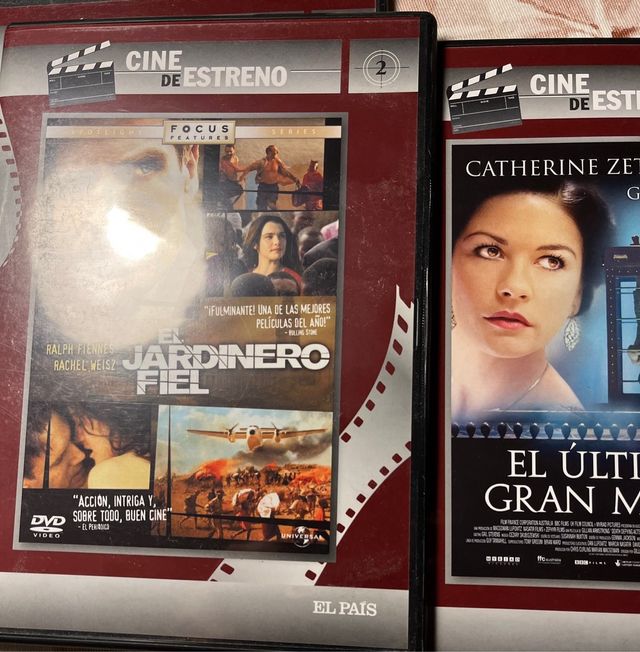 CINE
DE ESTRENO
2
SPOTLIGHT
FOCUS
FEATURES
SERIES
"¡FULMINANTE! UNA DE LAS MEJORES
PELÍCULAS DEL AÑO!"
- ROLLING STONE
RALPH FIENNES
RACHEL WEISZ
EL
JARDINERO
FIEL
"ACCIÓN, INTRIGA Y,
SOBRE TODO, BUEN CINE"
- EL PERIÓDICO
DVD
VIDEO
UNIVERSAL
EL PAÍS
CINE
DE ESTR
CATHERINE ZET
G
EL ÚLTI
GRAN M